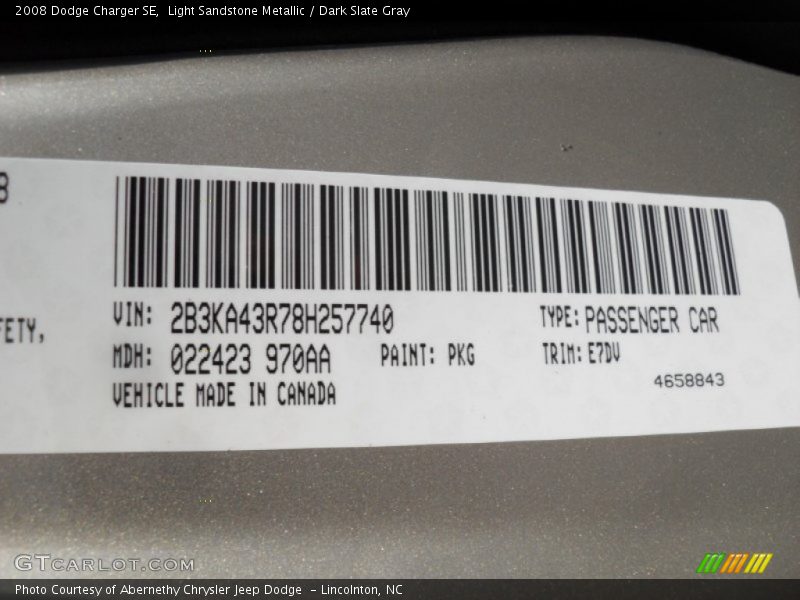 2008 Dodge Charger SE,  Light Sandstone Metallic / Dark Slate Gray
FETY,
VIN: 2B3KA43R78H257740 TYPE: PASSENGER CAR
MDH: 022423 970AA PAINT: PKG TRIM: E7DV
VEHICLE MADE IN CANADA 4658843
GTCARLOT.COM
Photo Courtesy of Abernethy Chrysler Jeep Dodge  – Lincolnton, NC